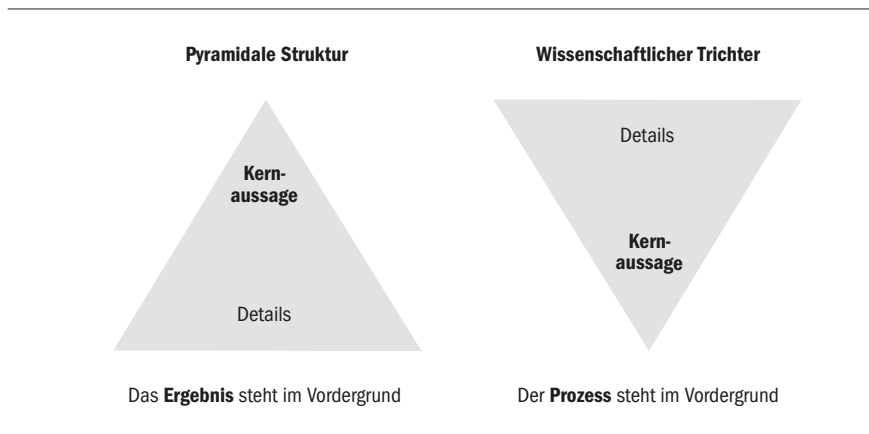 Pyramidale Struktur
Kern-
aussage
Details
Das Ergebnis steht im Vordergrund
Wissenschaftlicher Trichter
Details
Kern-
aussage
Der Prozess steht im Vordergrund